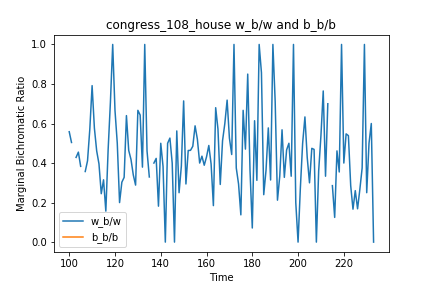 congress_108_house w_b/w and b_b/b
Marginal Bichromatic Ratio
1.0
0.8
0.6
0.4
0.2
0.0
w_b/w
b_b/b
100 120 140 160 180 200 220
Time